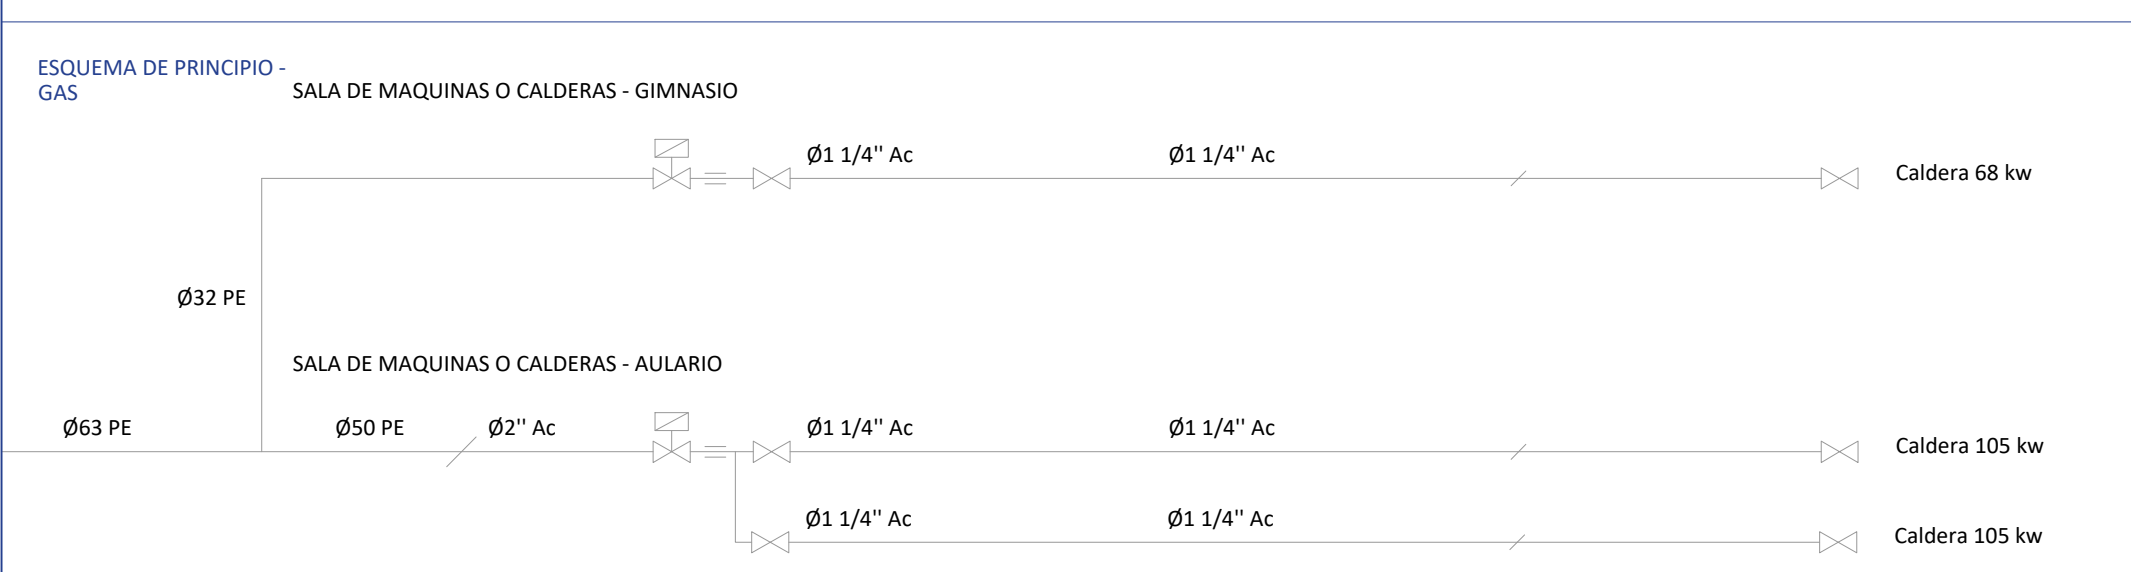 ESQUEMA DE PRINCIPIO -
GAS
SALA DE MAQUINAS O CALDERAS - GIMNASIO
Ø1 1/4'' Ac
Ø1 1/4'' Ac
Caldera 68 kw
Ø32 PE
SALA DE MAQUINAS O CALDERAS - AULARIO
Ø63 PE
Ø50 PE
Ø2'' Ac
Ø1 1/4'' Ac
Ø1 1/4'' Ac
Caldera 105 kw
Ø1 1/4'' Ac
Ø1 1/4'' Ac
Caldera 105 kw